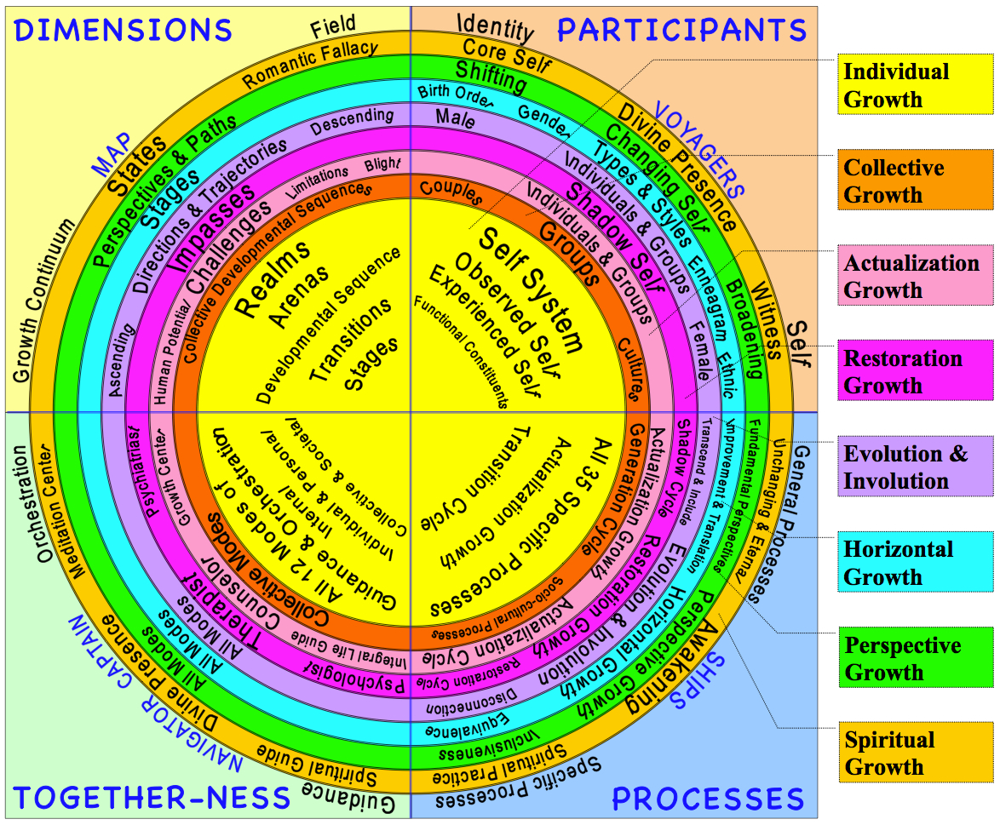 DIMENSIONS
PARTICIPANTS
TOGETHER-NESS
PROCESSES
MAP
VOYAGERS
CAPTAIN
NAVIGATOR
SHIPS
Growth Continuum
Field
Identity
Self
General Processes
Specific Processes
Guidance
Orchestration
States
Romantic Fallacy
Core Self
Divine Presence
Witness
Unchanging & Eternal
Awakening
Spiritual Practice
Spiritual Guide
Divine Presence
Meditation Center
Perspectives & Paths
Shifting
Changing Self
Broadening
Fundamental Perspectives
Perspective Growth
Inclusiveness
All Modes
Stages
Birth Order
Gender
Types & Styles
Enneagram
Ethnic
Improvement & Translation
Horizontal Growth
Equivalence
All Modes
Ascending
Directions & Trajectories
Descending
Male
Individuals & Groups
Female
Transcend & Include
Evolution & Involution
Disconnection
All Modes
Impasses
Shadow Self
Shadow Cycle
Restoration Growth
Restoration Cycle
Psychologist
Therapist
Psychiatriast
Human Potential
Challenges
Limitations
Blight
Individuals & Groups
Actualization Growth
Actualization Cycle
Integral Life Guide
Counselor
Growth Center
Collective Developmental Sequences
Couples
Groups
Cultures
Generation Cycle
Socio-cultural Processes
Collective Modes
Realms
Arenas
Developmental Sequence
Transitions
Stages
Self System
Observed Self
Experienced Self
Functional Constituents
All 35 Specific Processes
Actualization Growth
Transition Cycle
All 12 Modes of
Guidance & Orchestration
Internal
Individual & Personal
Collective & Societal
Individual
Growth
Collective
Growth
Actualization
Growth
Restoration
Growth
Evolution &
Involution
Horizontal
Growth
Perspective
Growth
Spiritual
Growth